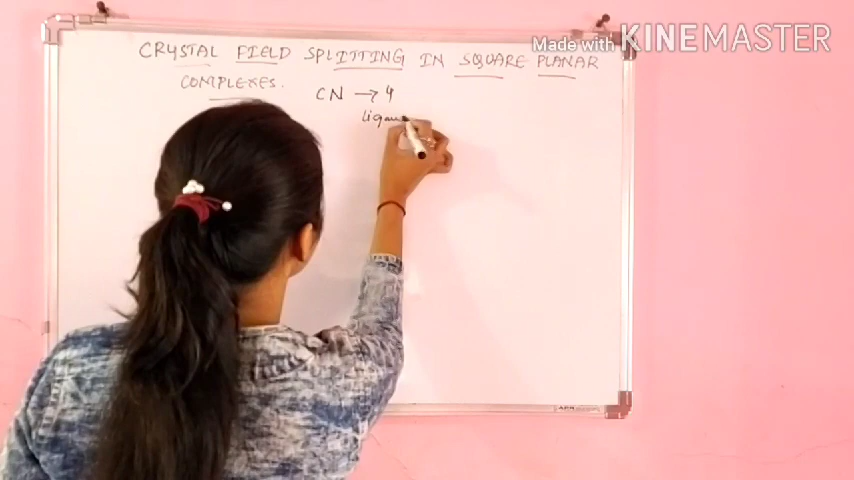 Made with KINEMASTER
CRYSTAL FIELD SPLITTING IN SQUARE PLANAR
COMPLEXES.
CN → 4